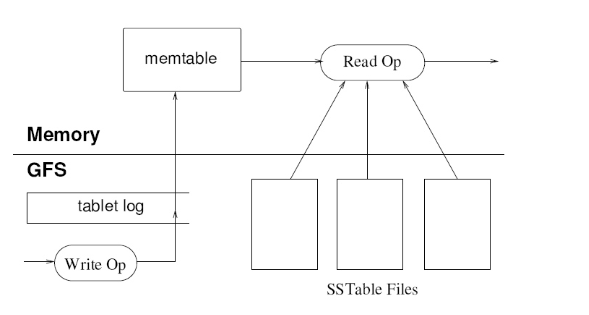 memtable
Read Op
Memory
GFS
tablet log
Write Op
SSTable Files